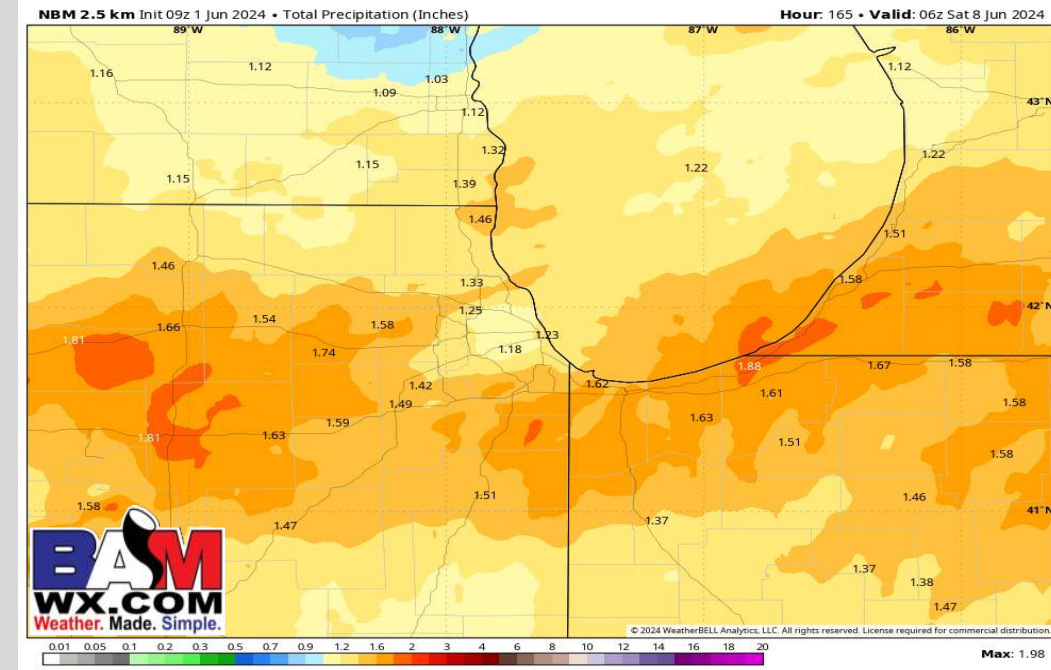 NBM 2.5 km Init 09z 1 Jun 2024 • Total Precipitation (Inches)
Hour: 165 • Valid: 06z Sat 8 Jun 2024
89°W 88°W 87°W 86°W
1.16 1.12 1.03 1.09 1.12
43°N
1.12
1.32 1.22
1.15 1.15 1.22
1.39
1.46
1.51
1.46
1.33 1.58
42°N
1.25
1.66 1.54 1.58 1.23
1.81 1.74 1.18
1.88 1.67 1.58
1.42 1.62
1.49 1.61 1.58
1.59 1.63
1.81 1.63 1.51
1.58
1.51 1.46
1.58
41°N
1.47 1.37
1.37
1.38
1.47
BAM
WX.COM
Weather. Made. Simple.
© 2024 WeatherBELL Analytics, LLC. All rights reserved. License required for commercial distribution.
0.01 0.05 0.1 0.2 0.3 0.5 0.7 0.9 1.2 1.6 2 3 4 6 8 10 12 14 16 18 20
Max: 1.98